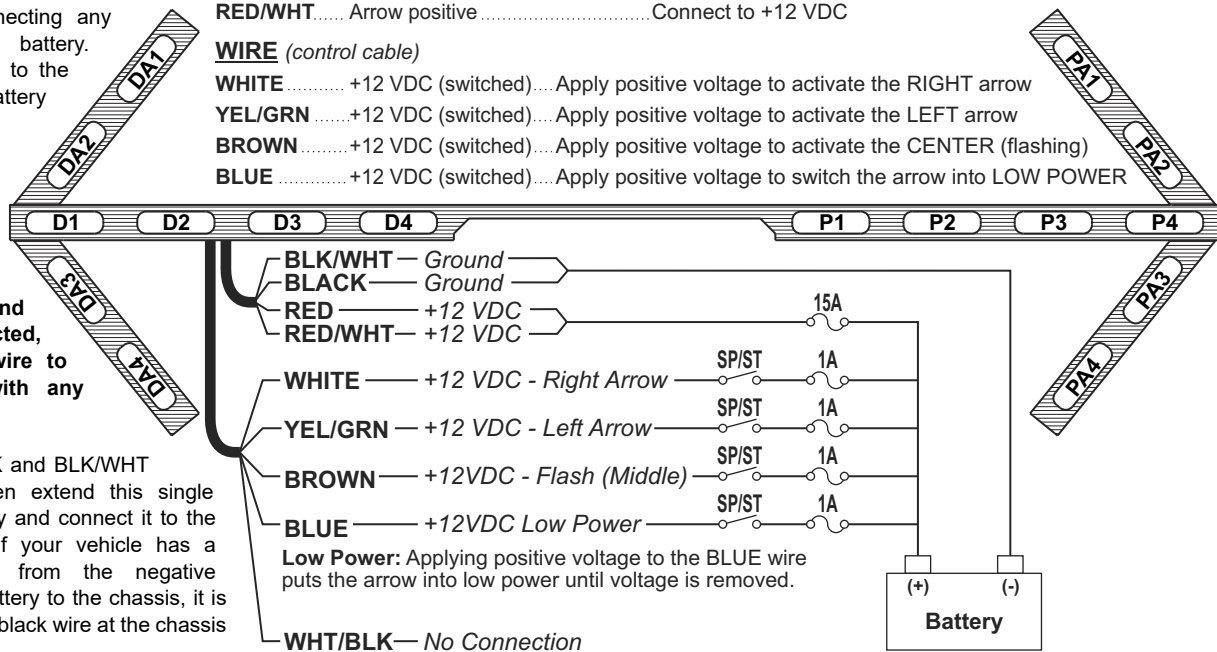 necting any
battery.
to the
attery
nd
cted,
wire to
with any
K and BLK/WHT
en extend this single
y and connect it to the
f your vehicle has a
from the negative
ttery to the chassis, it is
black wire at the chassis
RED/WHT...... Arrow positive ..............................Connect to +12 VDC
WIRE (control cable)
WHITE ........... +12 VDC (switched)....Apply positive voltage to activate the RIGHT arrow
YEL/GRN .......+12 VDC (switched)....Apply positive voltage to activate the LEFT arrow
BROWN .........+12 VDC (switched)....Apply positive voltage to activate the CENTER (flashing)
BLUE .............+12 VDC (switched)....Apply positive voltage to switch the arrow into LOW POWER
DA1
DA2
PA1
PA2
D1 D2 D3 D4 P1 P2 P3 P4
DA3
DA4
PA3
PA4
BLK/WHT Ground
BLACK Ground
RED +12 VDC
RED/WHT +12 VDC
15A
WHITE +12 VDC - Right Arrow SP/ST 1A
YEL/GRN +12 VDC - Left Arrow SP/ST 1A
BROWN +12VDC - Flash (Middle) SP/ST 1A
BLUE +12VDC Low Power SP/ST 1A
Low Power: Applying positive voltage to the BLUE wire
puts the arrow into low power until voltage is removed.
WHT/BLK No Connection
(+) (-)
Battery